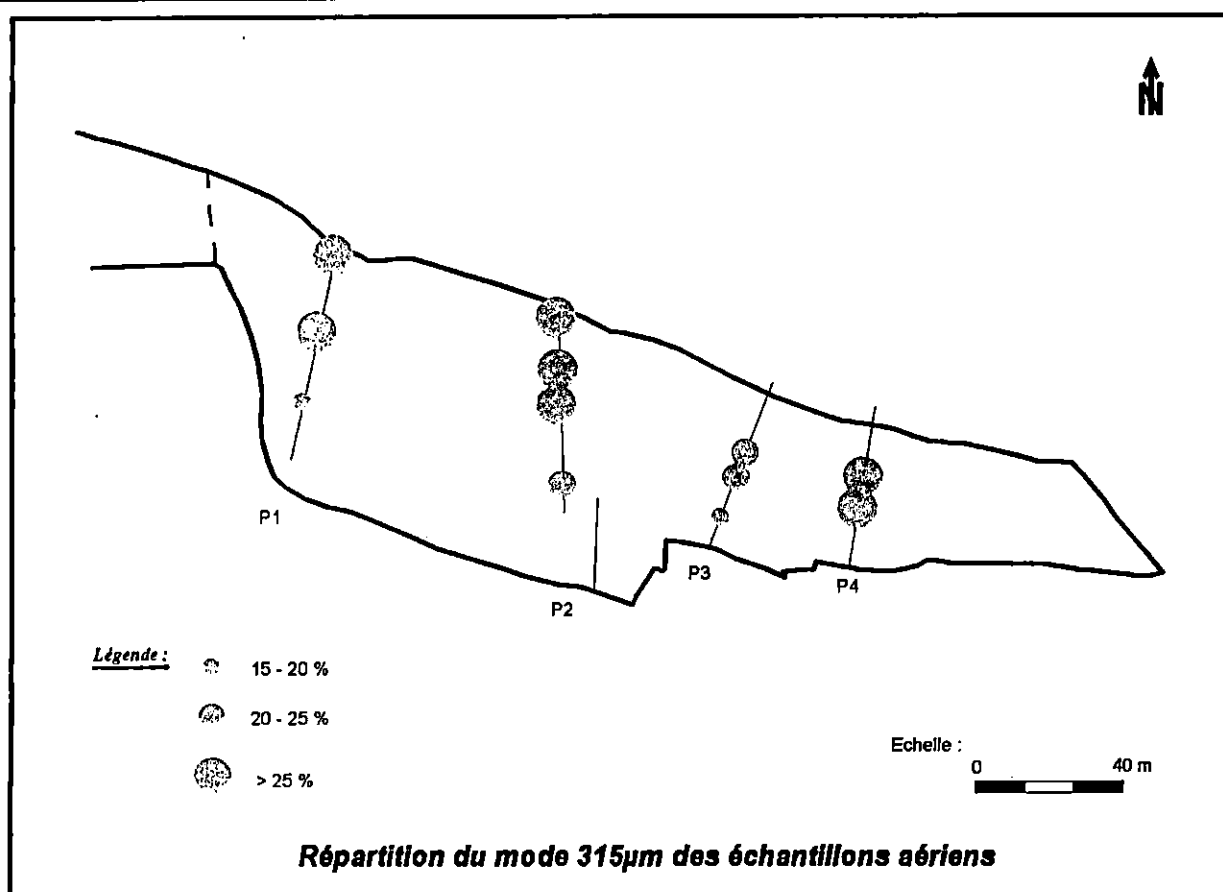 N
P1
P2
P3
P4
Légende :
15 - 20 %
20 - 25 %
> 25 %
Echelle :
0 40 m
Répartition du mode 315µm des échantillons aériens